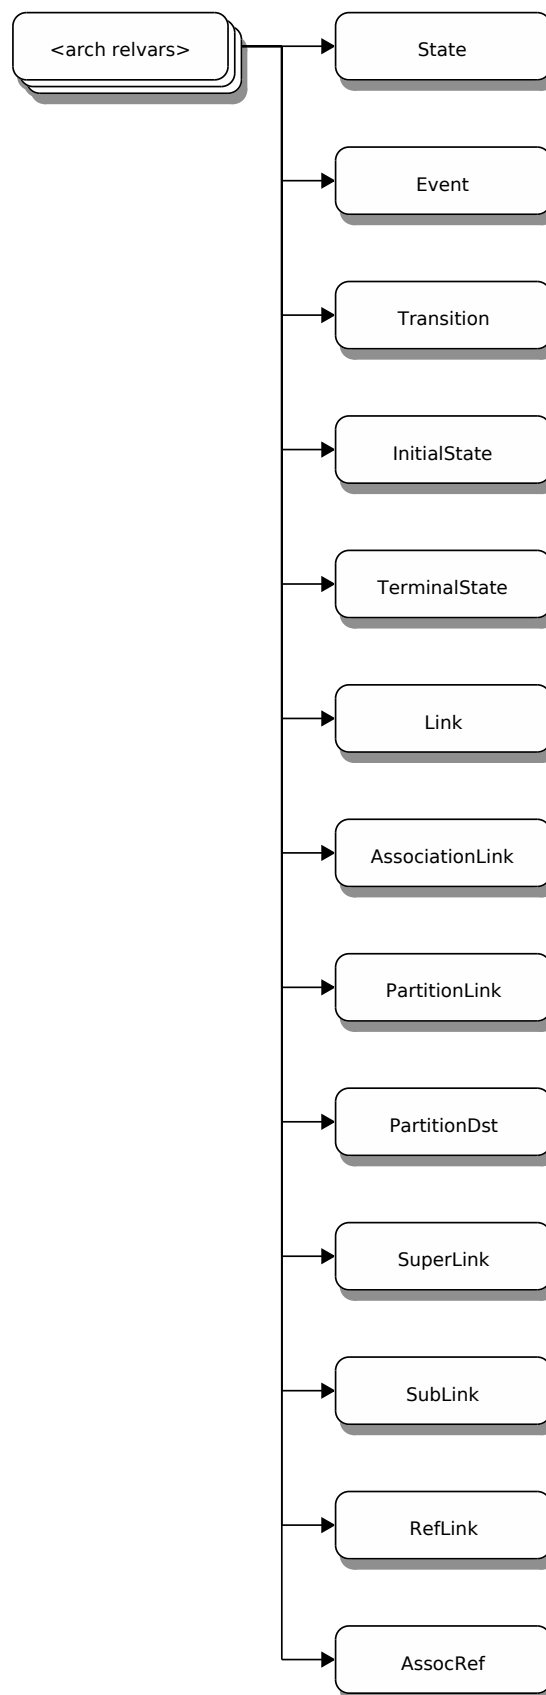 <arch relvars>
State
Event
Transition
InitialState
TerminalState
Link
AssociationLink
PartitionLink
PartitionDst
SuperLink
SubLink
RefLink
AssocRef